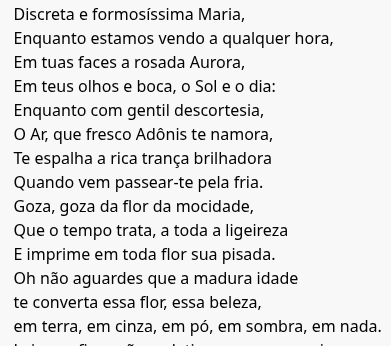 Discreta e formosíssima Maria,
Enquanto estamos vendo a qualquer hora,
Em tuas faces a rosada Aurora,
Em teus olhos e boca, o Sol e o dia:
Enquanto com gentil descortesia,
O Ar, que fresco Adônis te namora,
Te espalha a rica trança brilhadora
Quando vem passear-te pela fria.
Goza, goza da flor da mocidade,
Que o tempo trata, a toda a ligeireza
E imprime em toda flor sua pisada.
Oh não aguardes que a madura idade
te converta essa flor, essa beleza,
em terra, em cinza, em pó, em sombra, em nada.